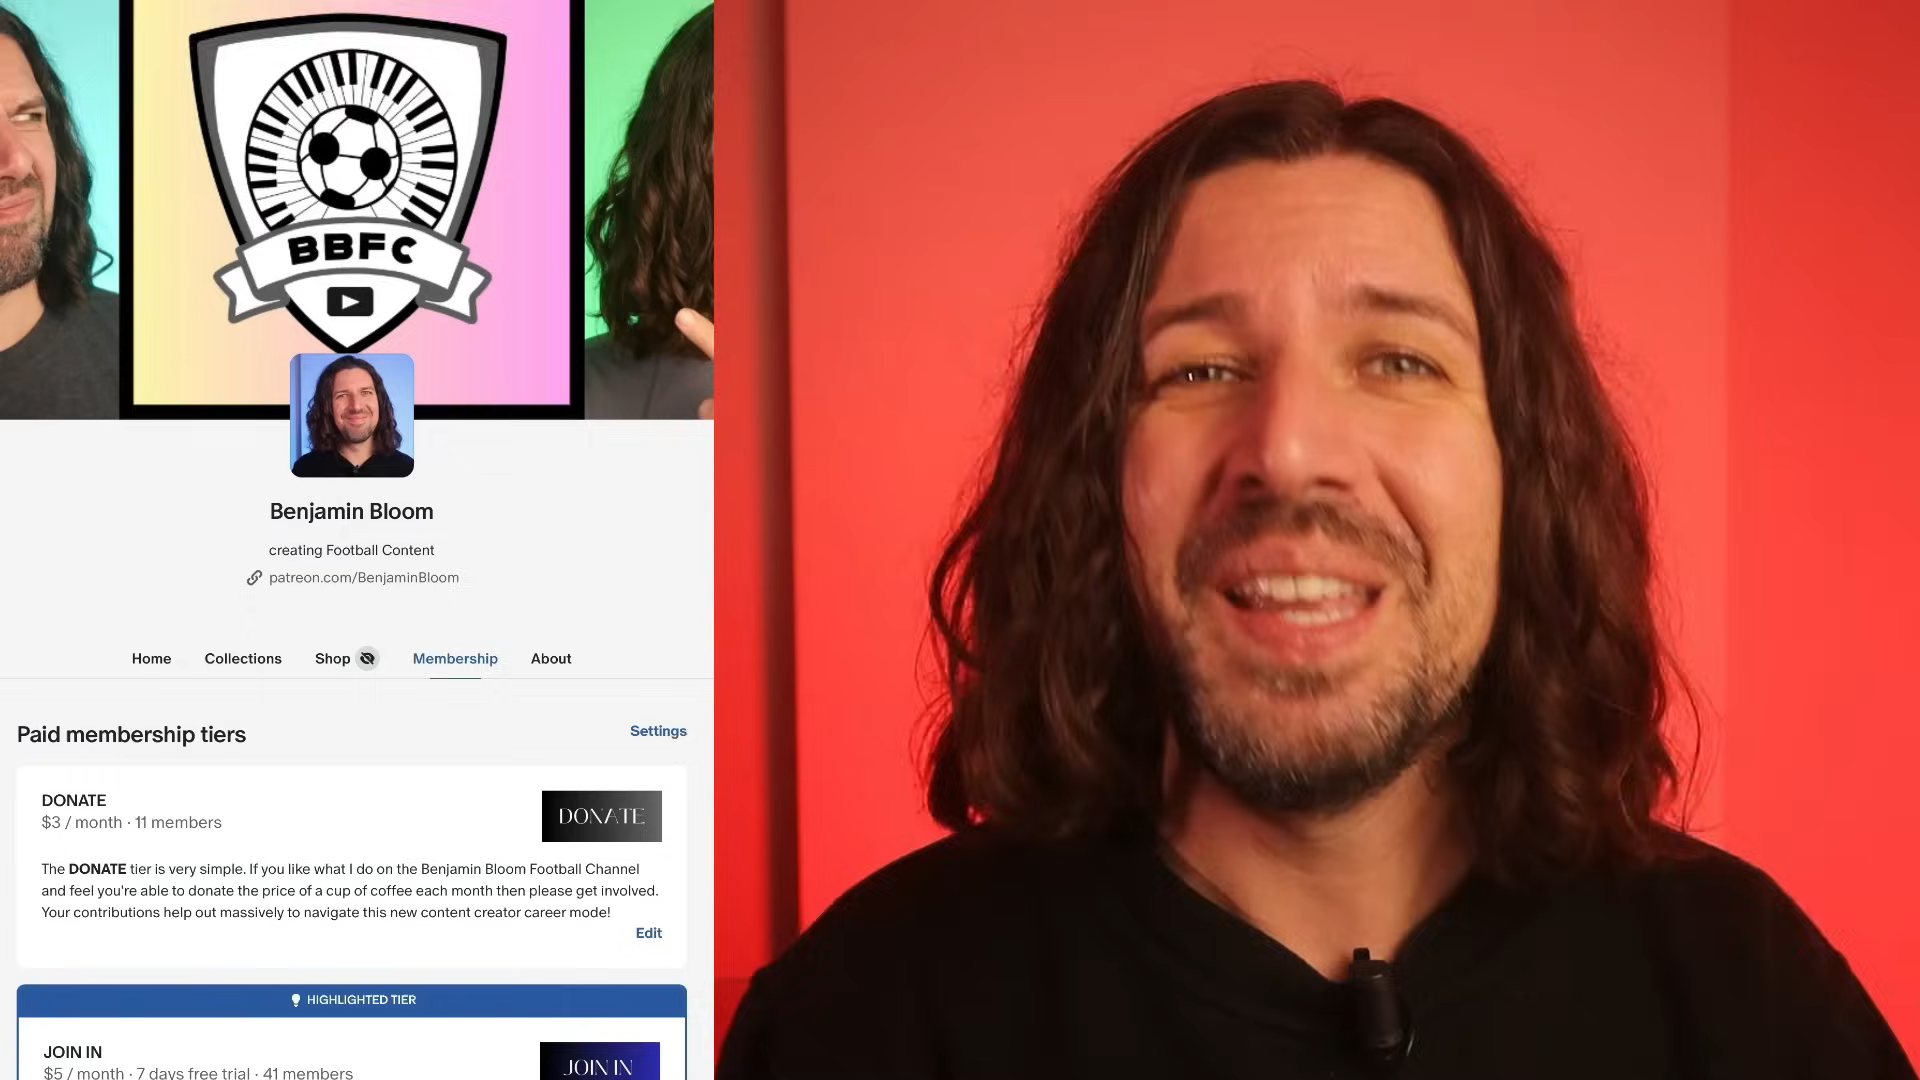 BBFC
Benjamin Bloom
creating Football Content
patreon.com/BenjaminBloom
Home Collections Shop Membership About
Paid membership tiers Settings
DONATE
$3 / month · 11 members
DONATE
The DONATE tier is very simple. If you like what I do on the Benjamin Bloom Football Channel
and feel you're able to donate the price of a cup of coffee each month then please get involved.
Your contributions help out massively to navigate this new content creator career mode!
Edit
HIGHLIGHTED TIER
JOIN IN
$5 / month · 7 days free trial · 41 members
JOIN IN